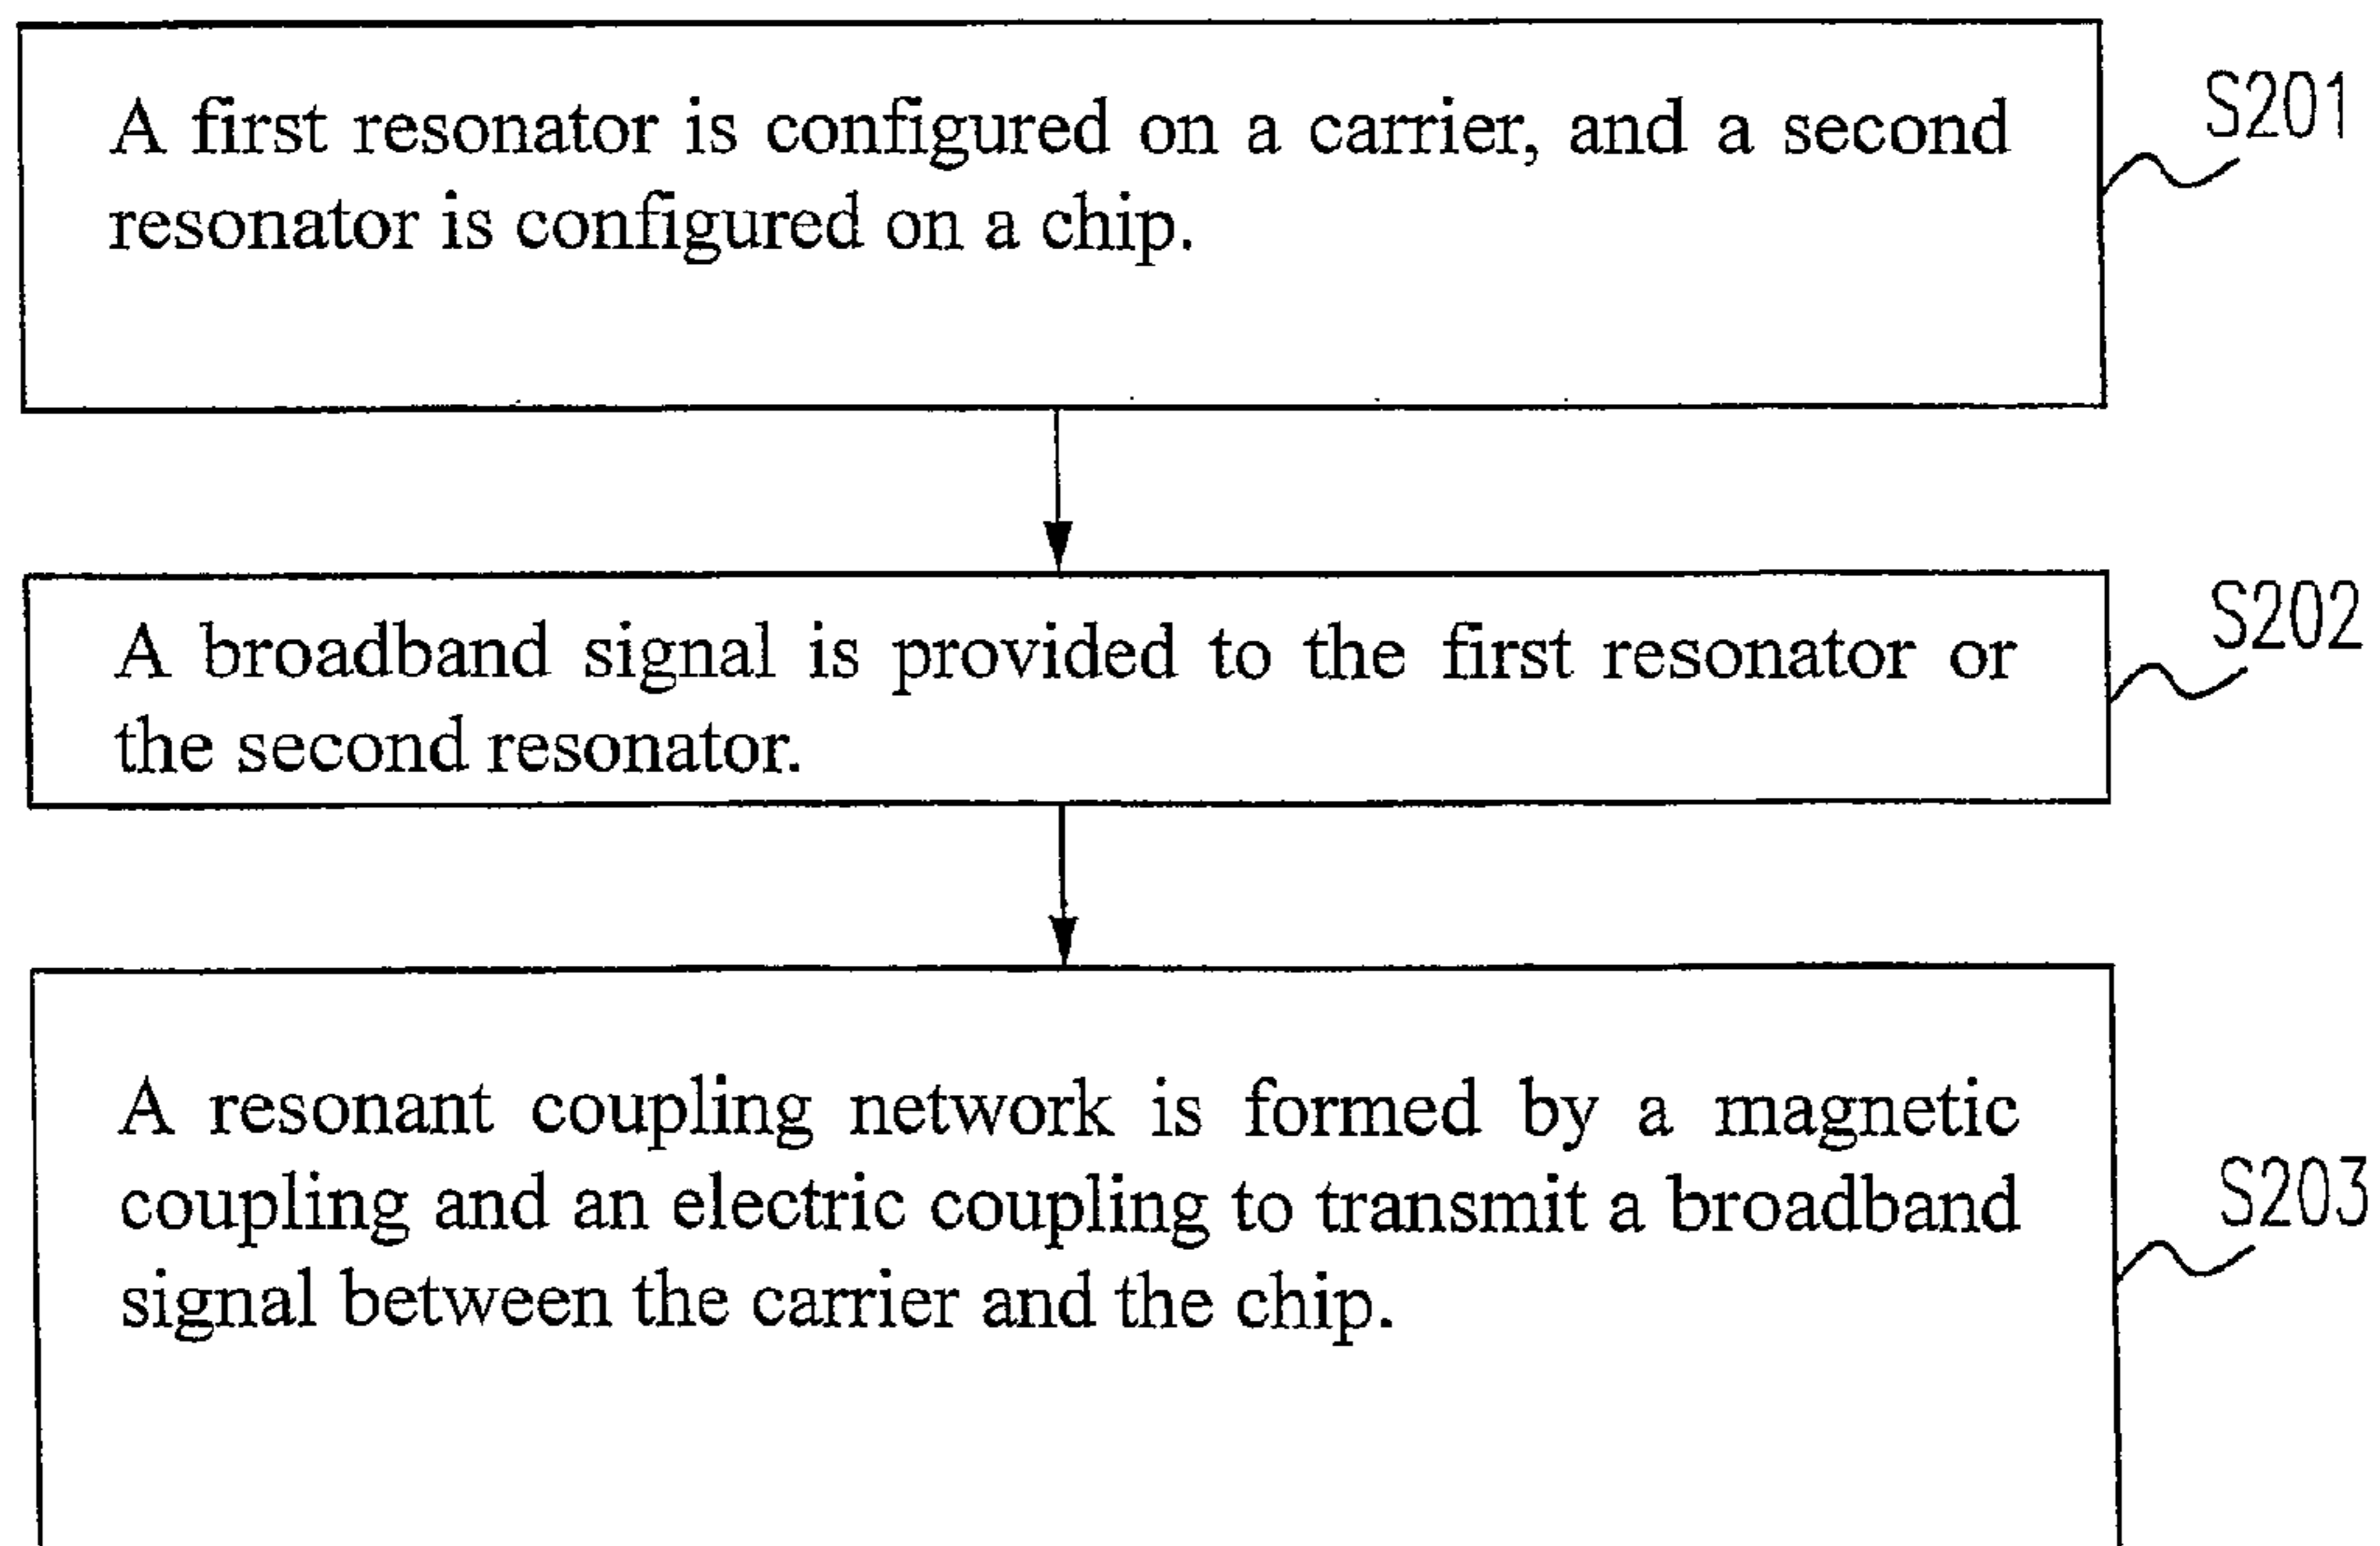 A first resonator is configured on a carrier, and a second
resonator is configured on a chip.
S201
A broadband signal is provided to the first resonator or
the second resonator.
S202
A resonant coupling network is formed by a magnetic
coupling and an electric coupling to transmit a broadband
signal between the carrier and the chip.
S203